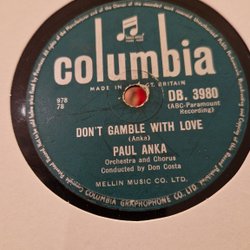 columbia
MADE IN GT. BRITAIN
DB. 3980
978
78
(ABC-Paramount
Recording)
DON'T GAMBLE WITH LOVE
(Anka)
PAUL ANKA
Orchestra and Chorus
Conducted by Don Costa
MELLIN MUSIC CO. LTD.
COLUMBIA GRAPHOPHONE CO. LTD.